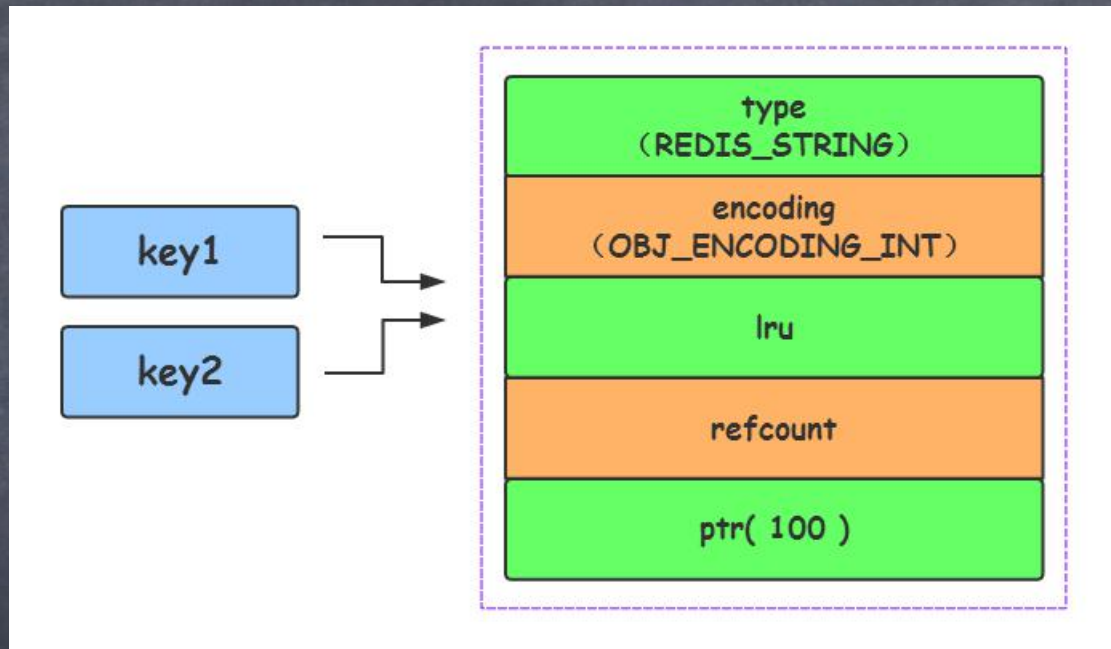 key1
key2
type
（REDIS_STRING）
encoding
（OBJ_ENCODING_INT）
lru
refcount
ptr( 100 )